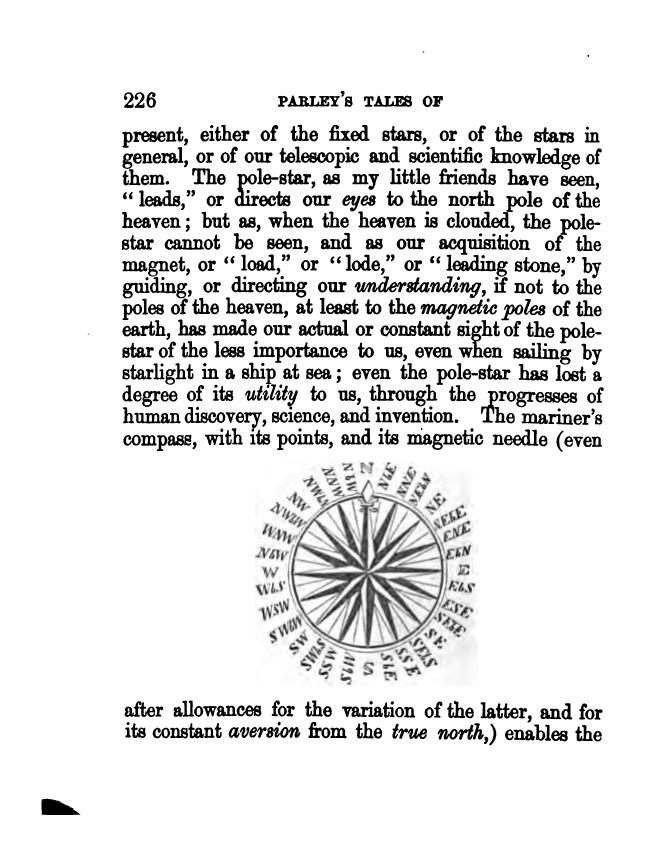 226 PARLEY'S TALES OF
present, either of the fixed stars, or of the stars in
general, or of our telescopic and scientific knowledge of
them. The pole-star, as my little friends have seen,
“ leads,” or directs our eyes to the north pole of the
heaven ; but as, when the heaven is clouded, the pole-
star cannot be seen, and as our acquisition of the
magnet, or “ load,” or “ lode,” or “ leading stone,” by
guiding, or directing our understanding, if not to the
poles of the heaven, at least to the magnetic poles of the
earth, has made our actual or constant sight of the pole-
star of the less importance to us, even when sailing by
starlight in a ship at sea ; even the pole-star has lost a
degree of its utility to us, through the progresses of
human discovery, science, and invention. The mariner's
compass, with its points, and its magnetic needle (even
N
NbE
NNE
NEbN
NE
ENE
EbN
E
EbS
ESE
SE
SEbS
SSE
SbE
S
SbW
SSW
SWbS
SW
SWbW
WSW
WbS
W
WNW
NWbW
NW
NWbN
NNW
NbW
after allowances for the variation of the latter, and for
its constant aversion from the true north,) enables the